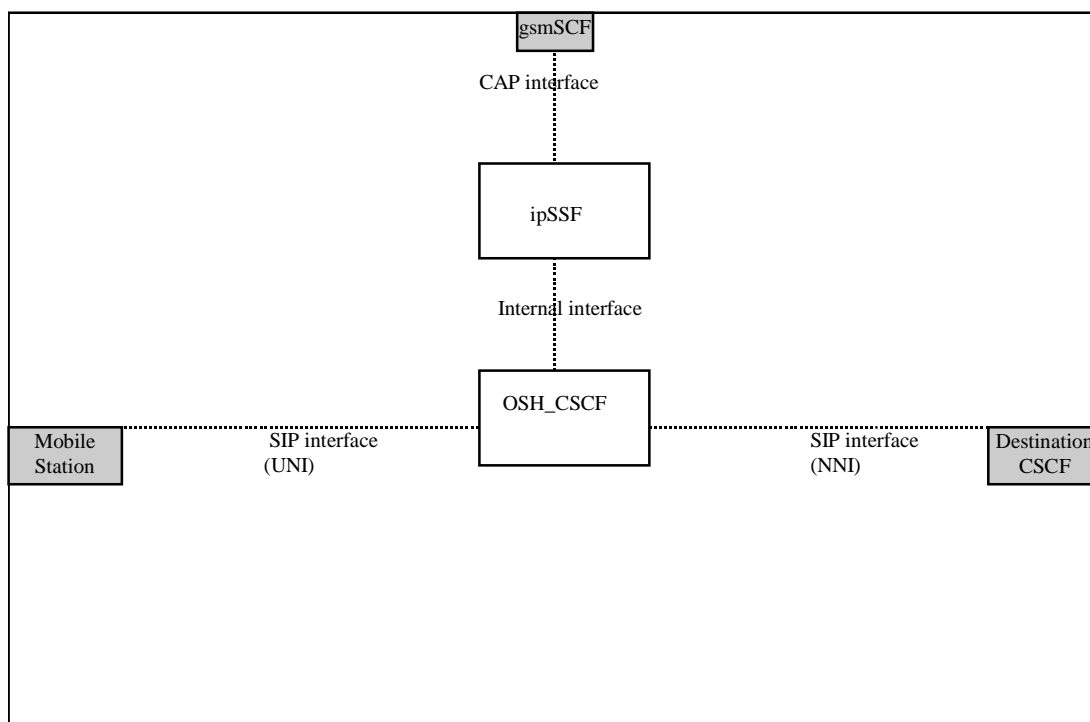 gsmSCF
CAP interface
ipSSF
Internal interface
OSH_CSCF
Mobile
Station
SIP interface
(UNI)
SIP interface
(NNI)
Destination
CSCF